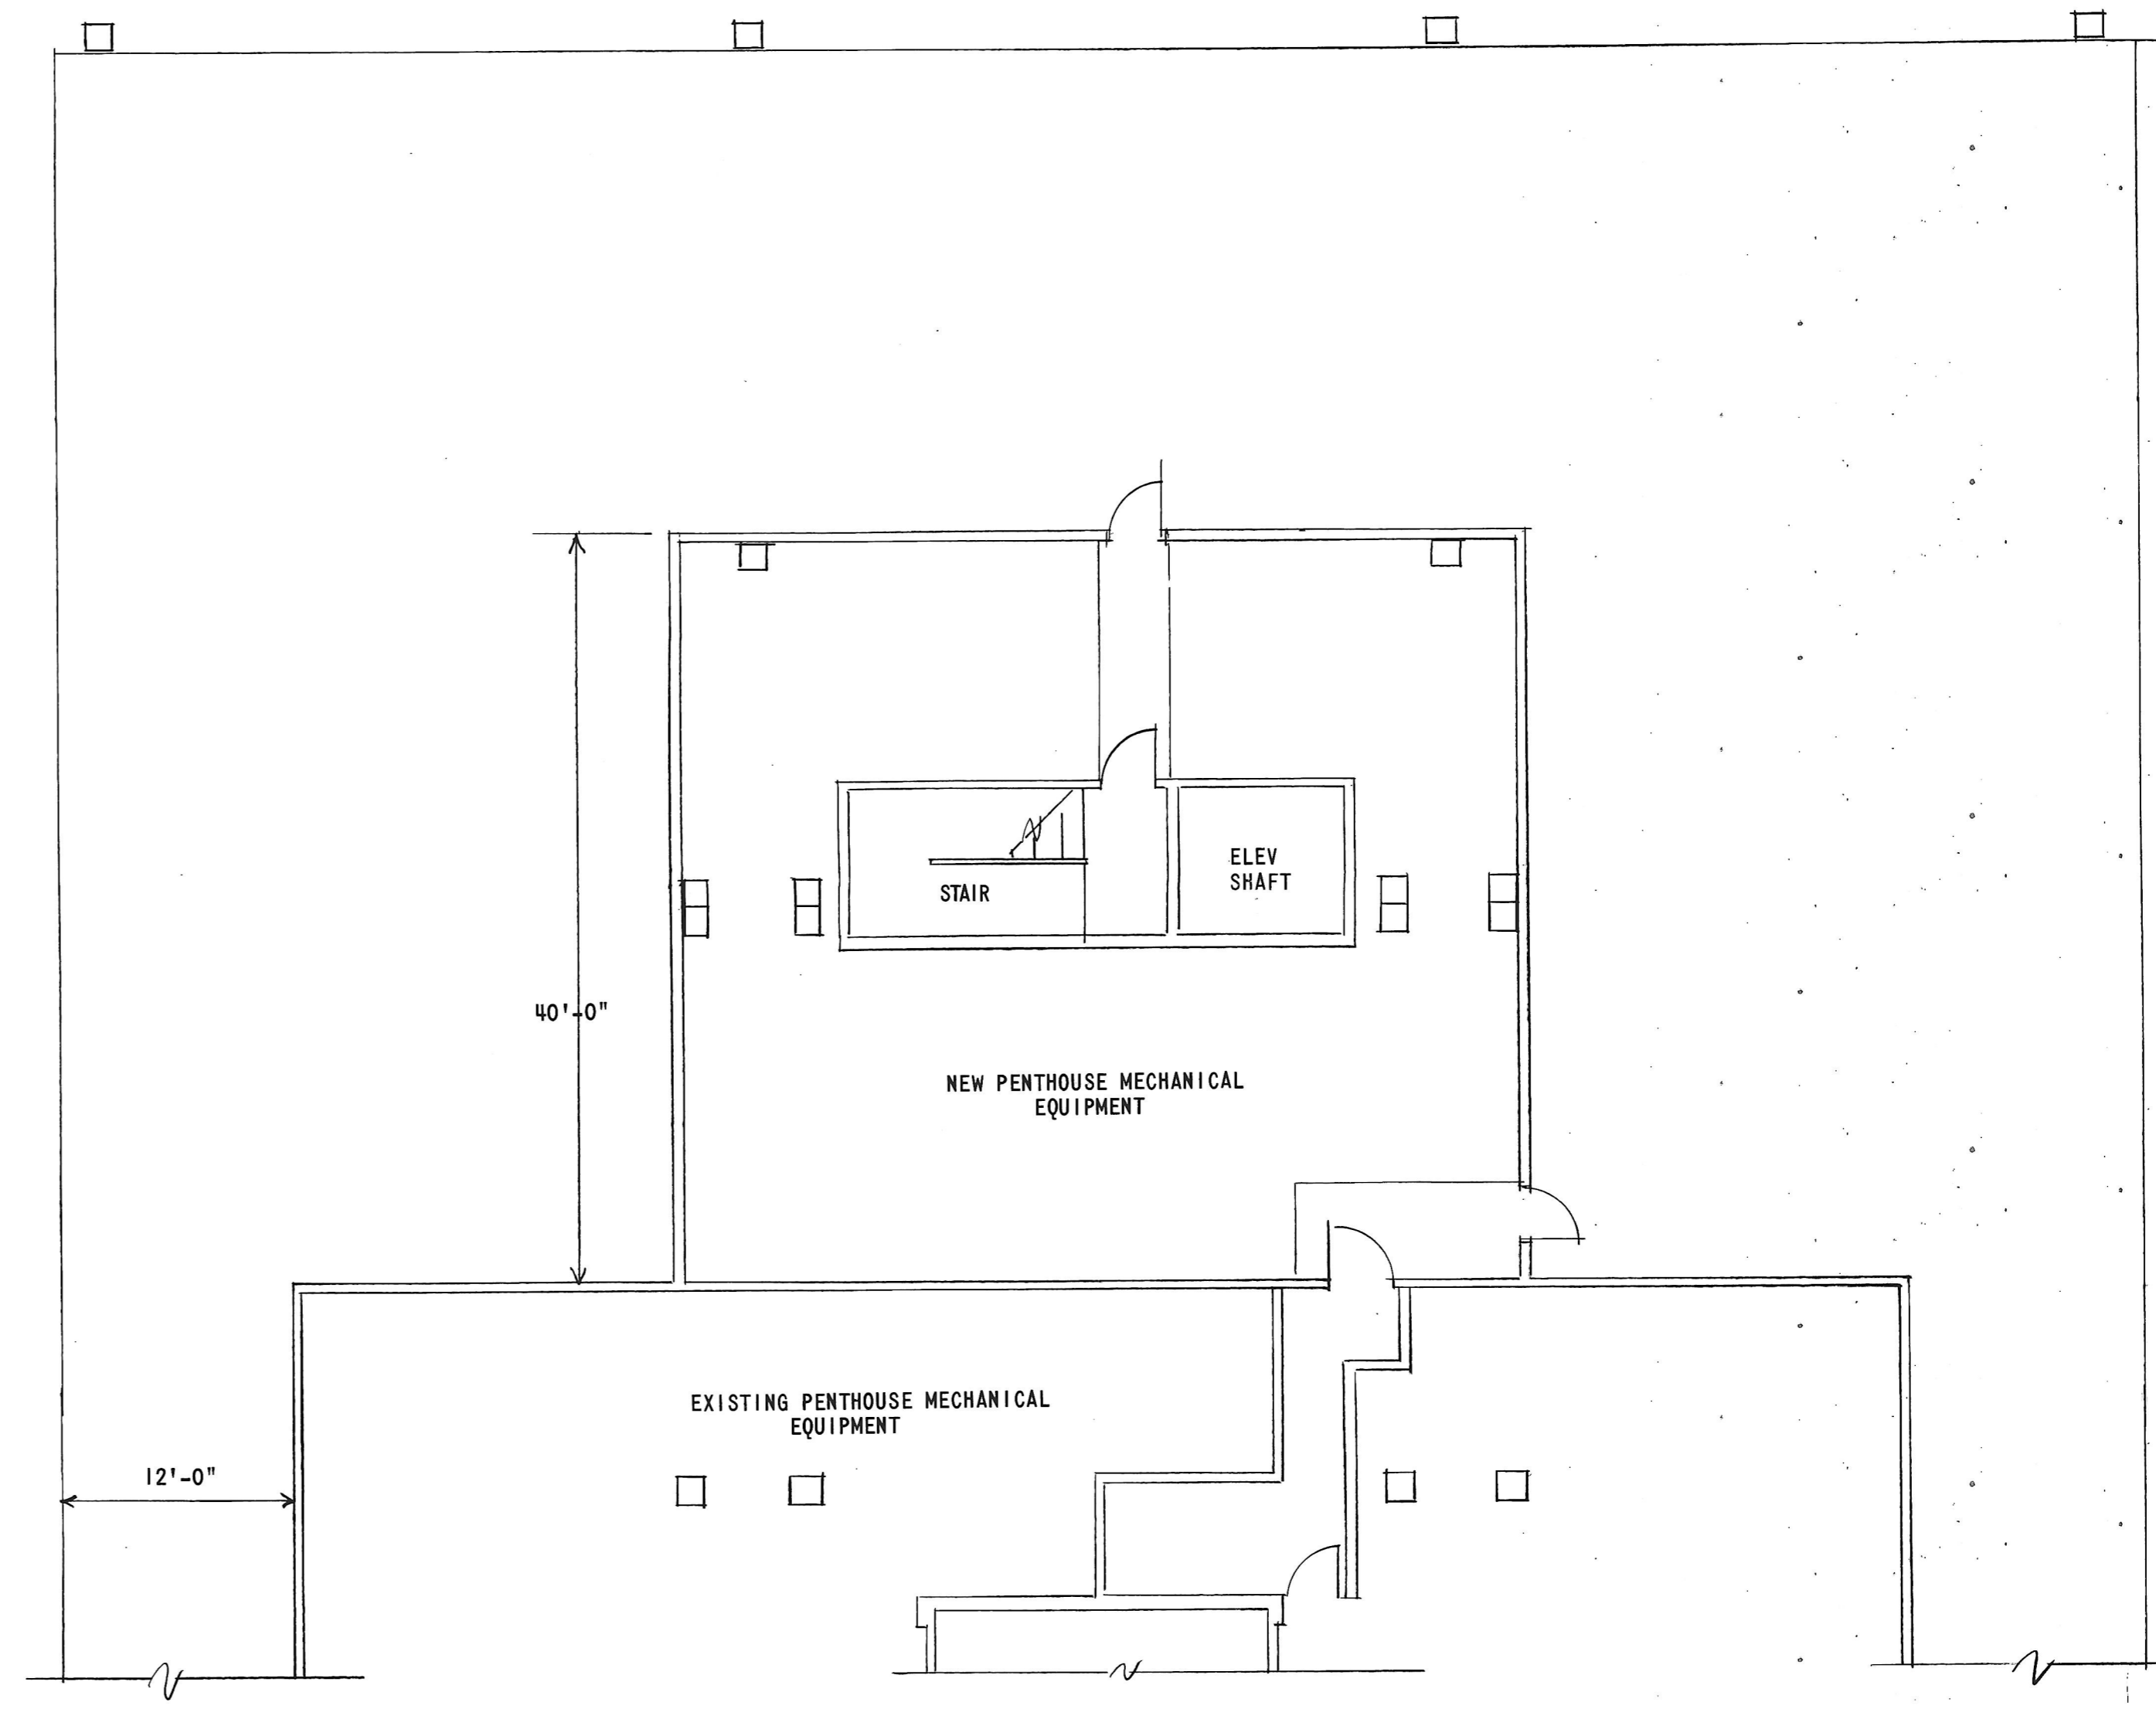 STAIR
ELEV
SHAFT
40'-0"
NEW PENTHOUSE MECHANICAL
EQUIPMENT
EXISTING PENTHOUSE MECHANICAL
EQUIPMENT
12'-0"